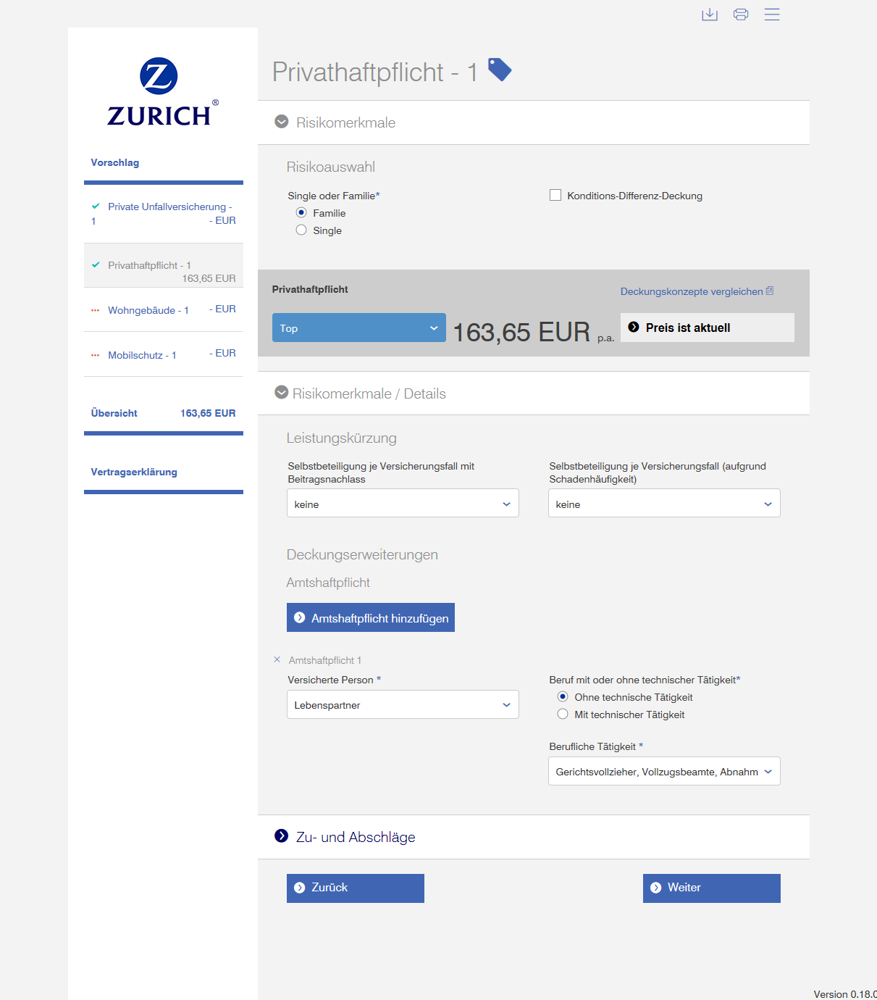 Z
ZURICH®
Vorschlag
Private Unfallversicherung -
1 - EUR
Privathaftpflicht - 1
163,65 EUR
Wohngebäude - 1 - EUR
Mobilschutz - 1 - EUR
Übersicht 163,65 EUR
Vertragserklärung
Privathaftpflicht - 1
Risikomerkmale
Risikoauswahl
Single oder Familie*
Familie
Single
Konditions-Differenz-Deckung
Privathaftpflicht
Deckungskonzepte vergleichen
Top
163,65 EUR p.a.
Preis ist aktuell
Risikomerkmale / Details
Leistungskürzung
Selbstbeteiligung je Versicherungsfall mit
Beitragsnachlass
keine
Selbstbeteiligung je Versicherungsfall (aufgrund
Schadenhäufigkeit)
keine
Deckungserweiterungen
Amtshaftpflicht
Amtshaftpflicht hinzufügen
Amtshaftpflicht 1
Versicherte Person *
Lebenspartner
Beruf mit oder ohne technischer Tätigkeit*
Ohne technische Tätigkeit
Mit technischer Tätigkeit
Berufliche Tätigkeit *
Gerichtsvollzieher, Vollzugsbeamte, Abnahm
Zu- und Abschläge
Zurück
Weiter
Version 0.18.0